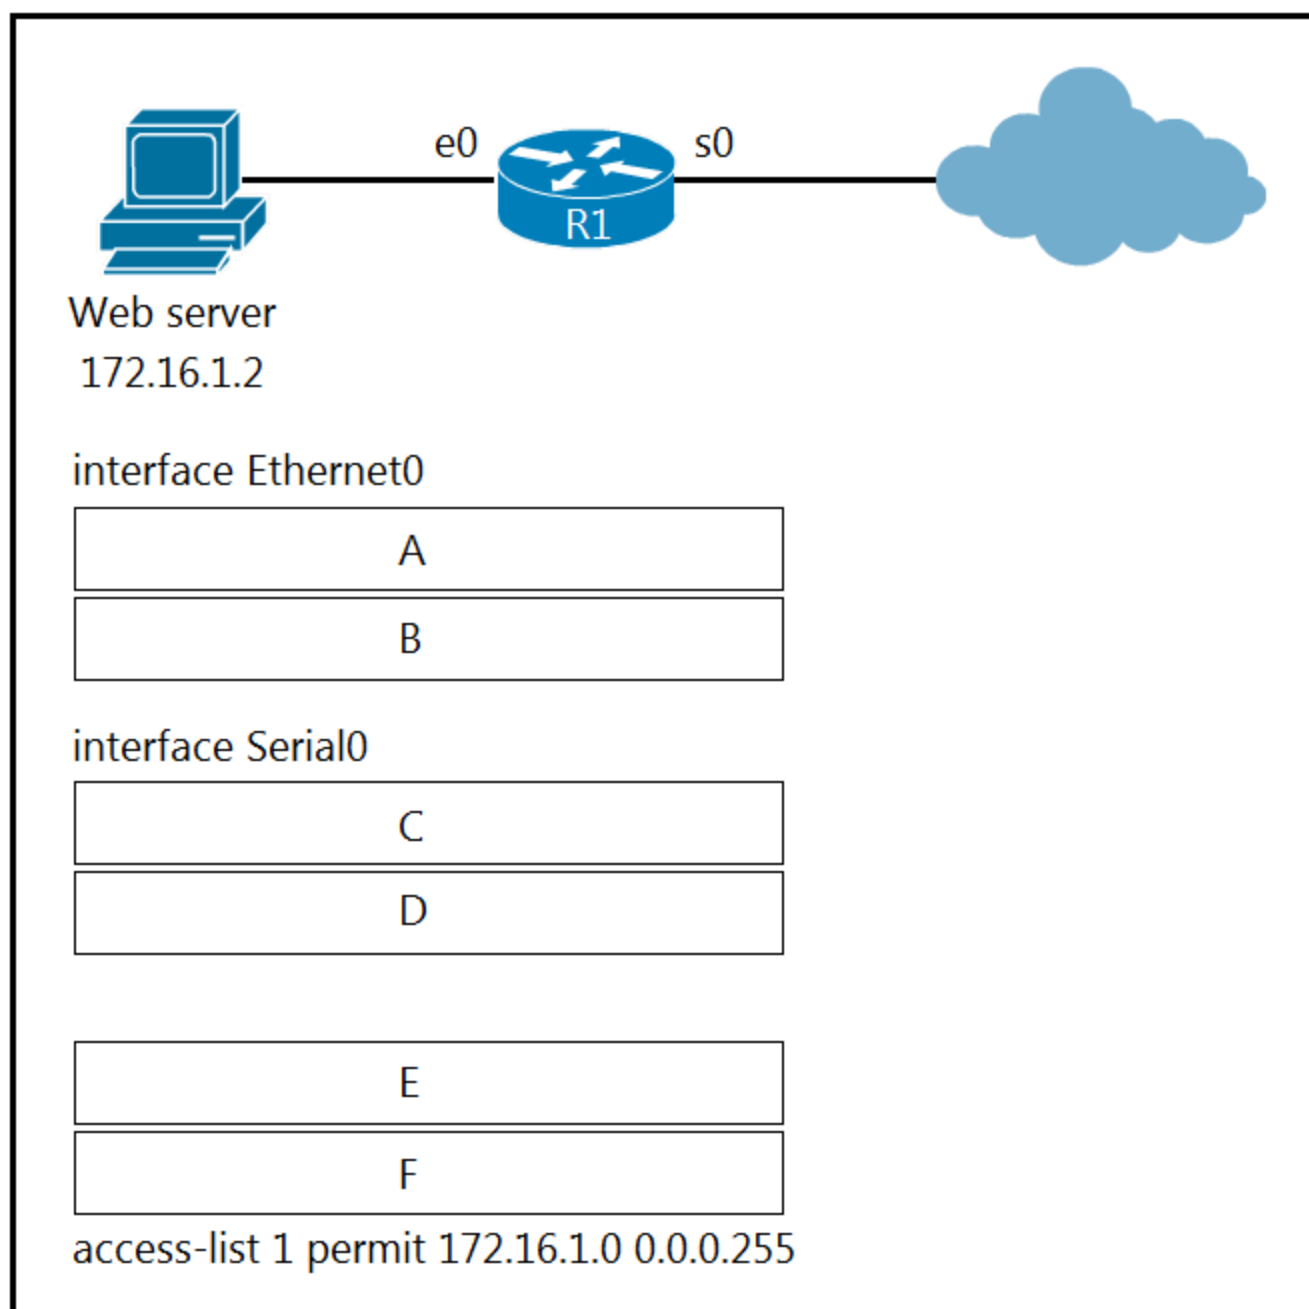 e0
s0
R1
Web server
172.16.1.2
interface Ethernet0
A
B
interface Serial0
C
D
E
F
access-list 1 permit 172.16.1.0 0.0.0.255